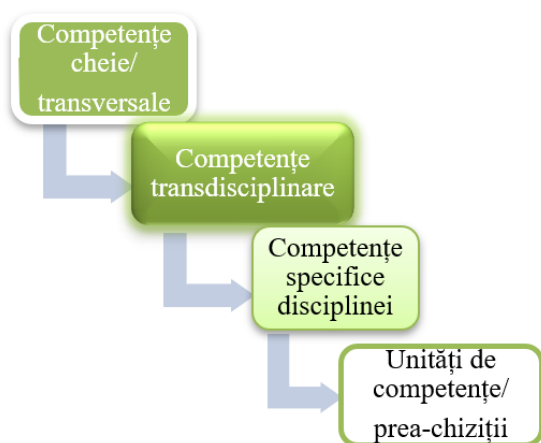 Competențe
cheie/
transversale
Competențe
transdisciplinare
Competențe
specifice
disciplinei
Unități de
competențe/
prea-chiziții